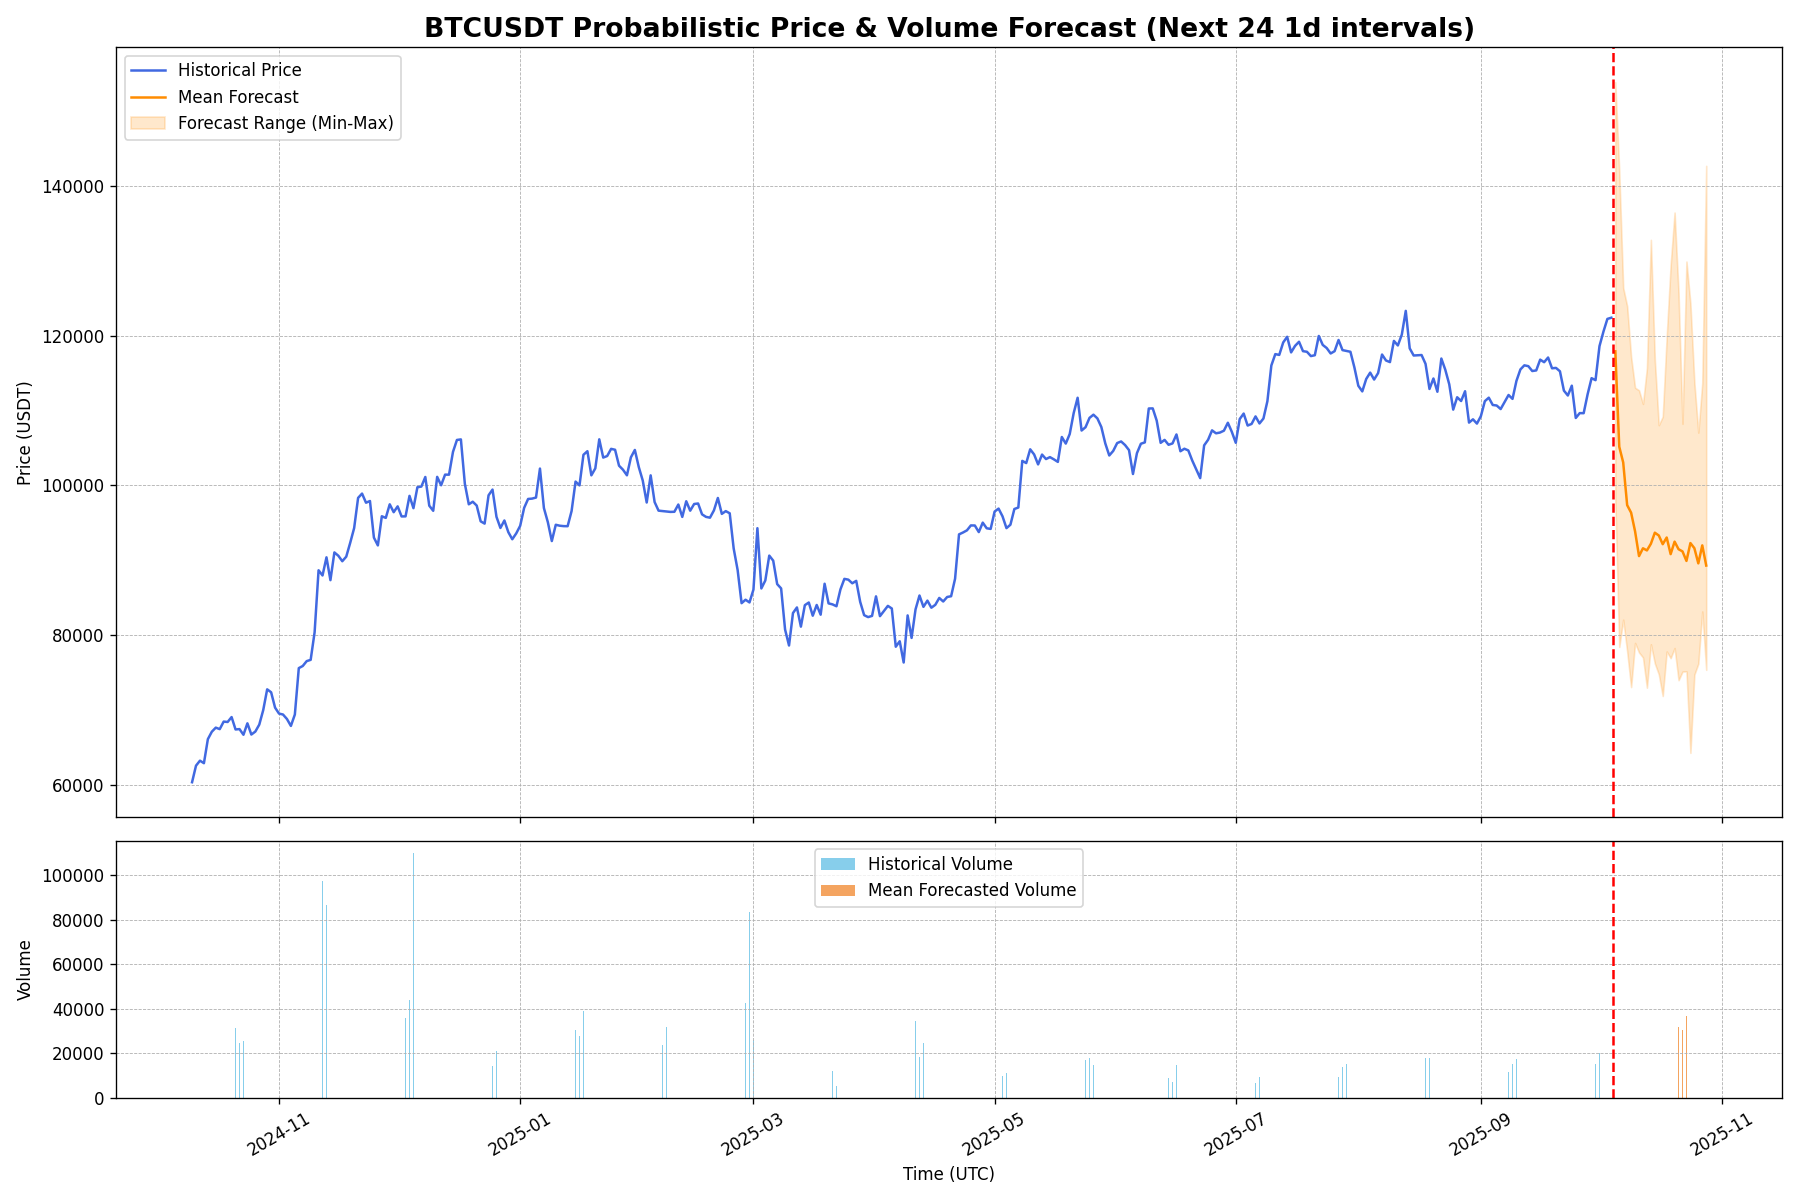 BTCUSDT Probabilistic Price & Volume Forecast (Next 24 1d intervals)
Historical Price
Mean Forecast
Forecast Range (Min-Max)
Price (USDT)
140000
120000
100000
80000
60000
Historical Volume
Mean Forecasted Volume
Volume
100000
80000
60000
40000
20000
0
2024-11
2025-01
2025-03
2025-05
2025-07
2025-09
2025-11
Time (UTC)